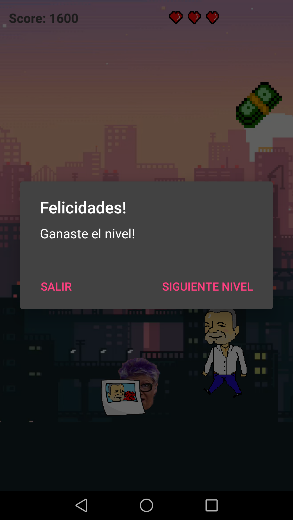 Score: 1600
Felicidades!
Ganaste el nivel!
SALIR
SIGUIENTE NIVEL